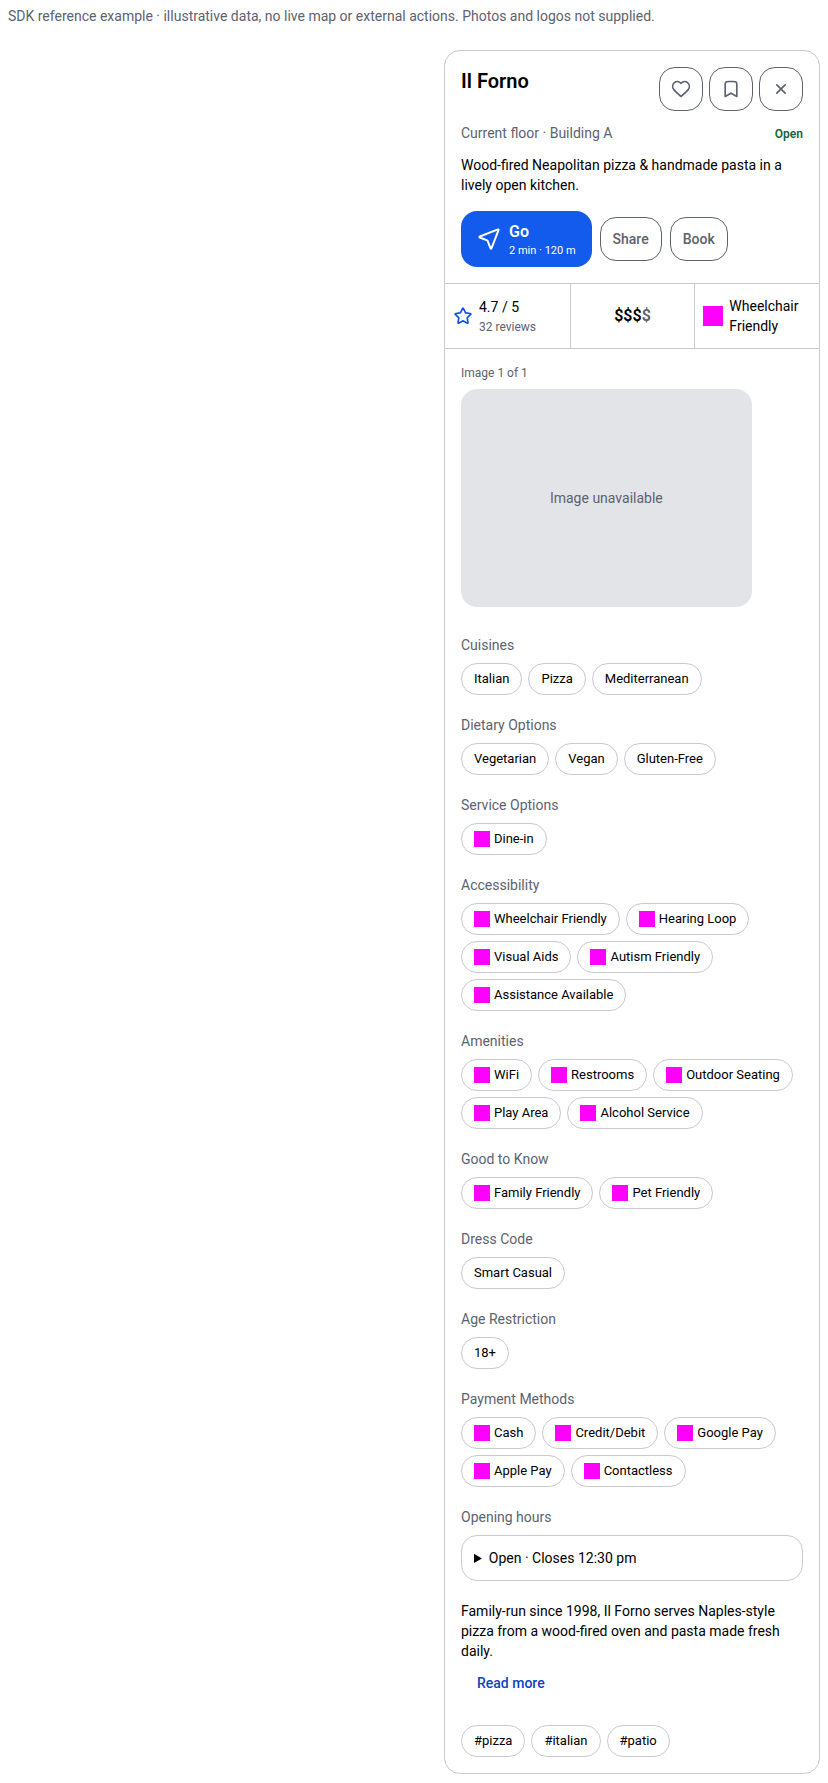 SDK reference example · illustrative data, no live map or external actions. Photos and logos not supplied.
Il Forno
Current floor · Building A
Open
Wood-fired Neapolitan pizza & handmade pasta in a
lively open kitchen.
Go
2 min · 120 m
Share
Book
4.7 / 5
32 reviews
$$$$
Wheelchair
Friendly
Image 1 of 1
Image unavailable
Cuisines
Italian
Pizza
Mediterranean
Dietary Options
Vegetarian
Vegan
Gluten-Free
Service Options
Dine-in
Accessibility
Wheelchair Friendly
Hearing Loop
Visual Aids
Autism Friendly
Assistance Available
Amenities
WiFi
Restrooms
Outdoor Seating
Play Area
Alcohol Service
Good to Know
Family Friendly
Pet Friendly
Dress Code
Smart Casual
Age Restriction
18+
Payment Methods
Cash
Credit/Debit
Google Pay
Apple Pay
Contactless
Opening hours
Open · Closes 12:30 pm
Family-run since 1998, Il Forno serves Naples-style
pizza from a wood-fired oven and pasta made fresh
daily.
Read more
#pizza
#italian
#patio